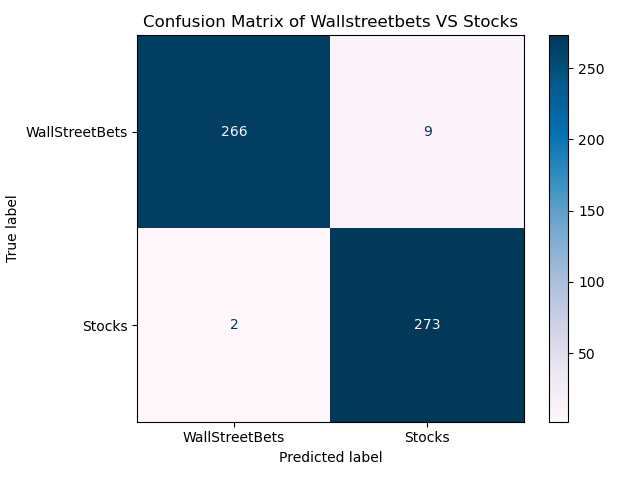 Confusion Matrix of Wallstreetbets VS Stocks
True label
WallStreetBets
266
9
Stocks
2
273
WallStreetBets
Stocks
Predicted label
250
200
150
100
50